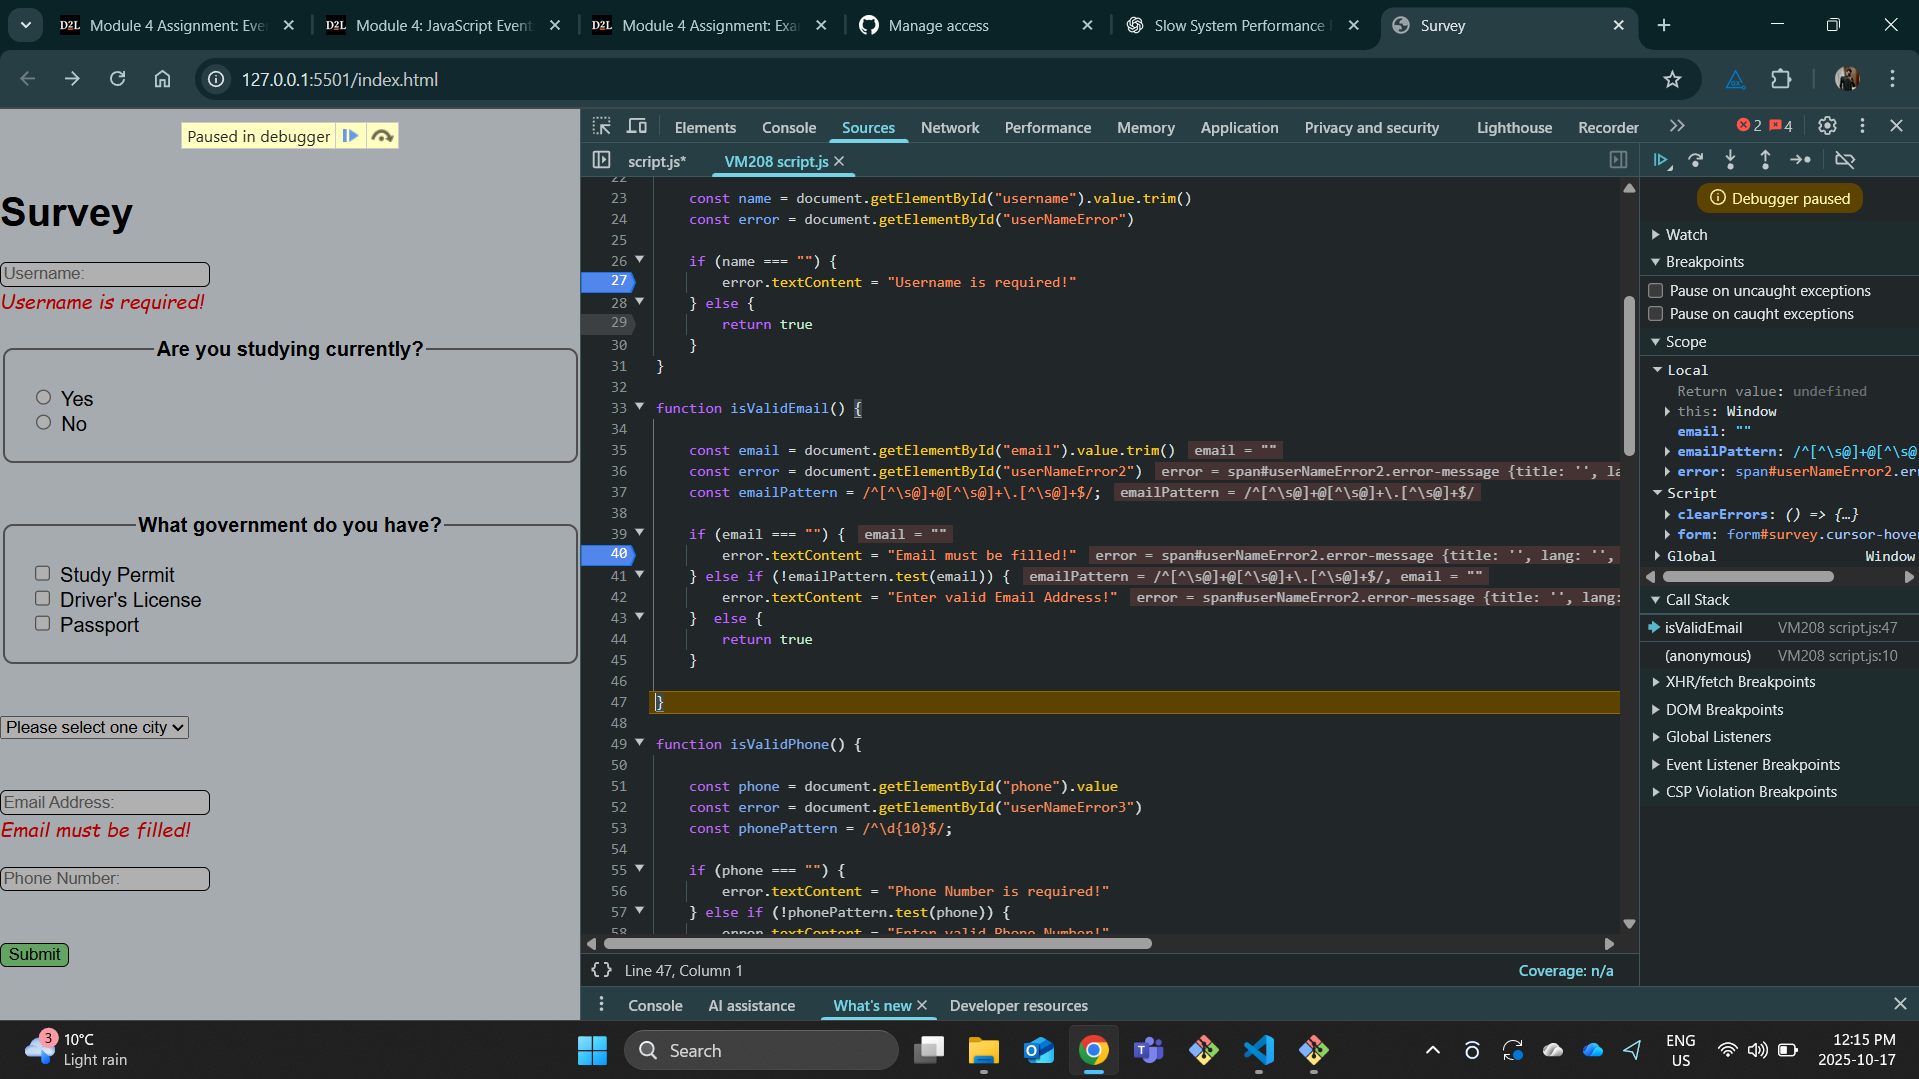 Module 4 Assignment: Eve
Module 4: JavaScript Event
Module 4 Assignment: Exa
Manage access
Slow System Performance
Survey
127.0.0.1:5501/index.html
Paused in debugger
Survey
Username:
Username is required!
Are you studying currently?
Yes
No
What government do you have?
Study Permit
Driver's License
Passport
Please select one city
Email Address:
Email must be filled!
Phone Number:
Submit
Elements Console Sources Network Performance Memory Application Privacy and security Lighthouse Recorder 2 4
script.js* VM208 script.js
22
23 const name = document.getElementById("username").value.trim()
24 const error = document.getElementById("userNameError")
25
26 if (name === "") {
27 error.textContent = "Username is required!"
28 } else {
29 return true
30 }
31 }
32
33 function isValidEmail() {
34
35 const email = document.getElementById("email").value.trim() email = ""
36 const error = document.getElementById("userNameError2") error = span#userNameError2.error-message {title: '', la
37 const emailPattern = /^[^\s@]+@[^\s@]+\.[^\s@]+$/; emailPattern = /^[^\s@]+@[^\s@]+\.[^\s@]+$/
38
39 if (email === "") { email = ""
40 error.textContent = "Email must be filled!" error = span#userNameError2.error-message {title: '', lang: '',
41 } else if (!emailPattern.test(email)) { emailPattern = /^[^\s@]+@[^\s@]+\.[^\s@]+$/, email = ""
42 error.textContent = "Enter valid Email Address!" error = span#userNameError2.error-message {title: '', lang:
43 } else {
44 return true
45 }
46
47 }
48
49 function isValidPhone() {
50
51 const phone = document.getElementById("phone").value
52 const error = document.getElementById("userNameError3")
53 const phonePattern = /^\d{10}$/;
54
55 if (phone === "") {
56 error.textContent = "Phone Number is required!"
57 } else if (!phonePattern.test(phone)) {
58 error.textContent = "Enter valid Phone Number!"
{} Line 47, Column 1 Coverage: n/a
Debugger paused
Watch
Breakpoints
Pause on uncaught exceptions
Pause on caught exceptions
Scope
Local
Return value: undefined
this: Window
email: ""
emailPattern: /^[^\s@]+@[^\s@
error: span#userNameError2.er
Script
clearErrors: () => {…}
form: form#survey.cursor-hove
Global Window
Call Stack
isValidEmail VM208 script.js:47
(anonymous) VM208 script.js:10
XHR/fetch Breakpoints
DOM Breakpoints
Global Listeners
Event Listener Breakpoints
CSP Violation Breakpoints
Console AI assistance What's new Developer resources
3
10°C
Light rain
Search
ENG
US
12:15 PM
2025-10-17